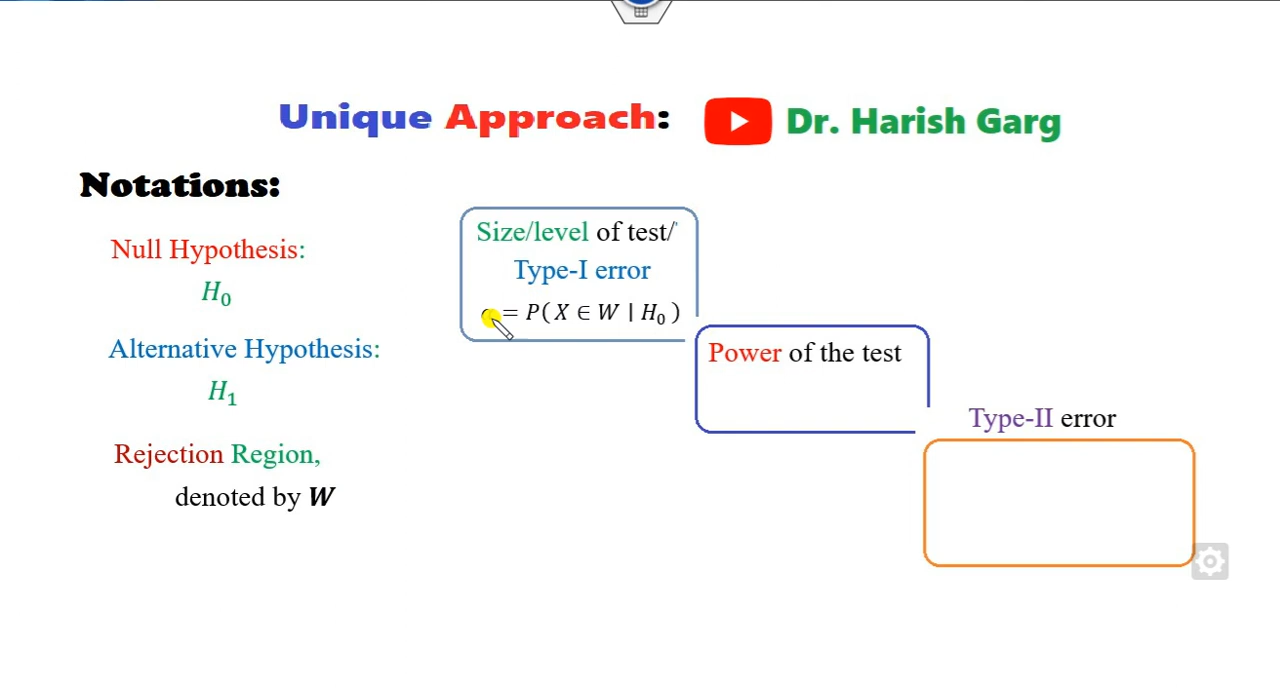 Unique Approach: Dr. Harish Garg
Notations:
Null Hypothesis:
H₀
Alternative Hypothesis:
H₁
Rejection Region,
denoted by W
Size/level of test/
Type-I error
= P( X ∈ W | H₀ )
Power of the test
Type-II error